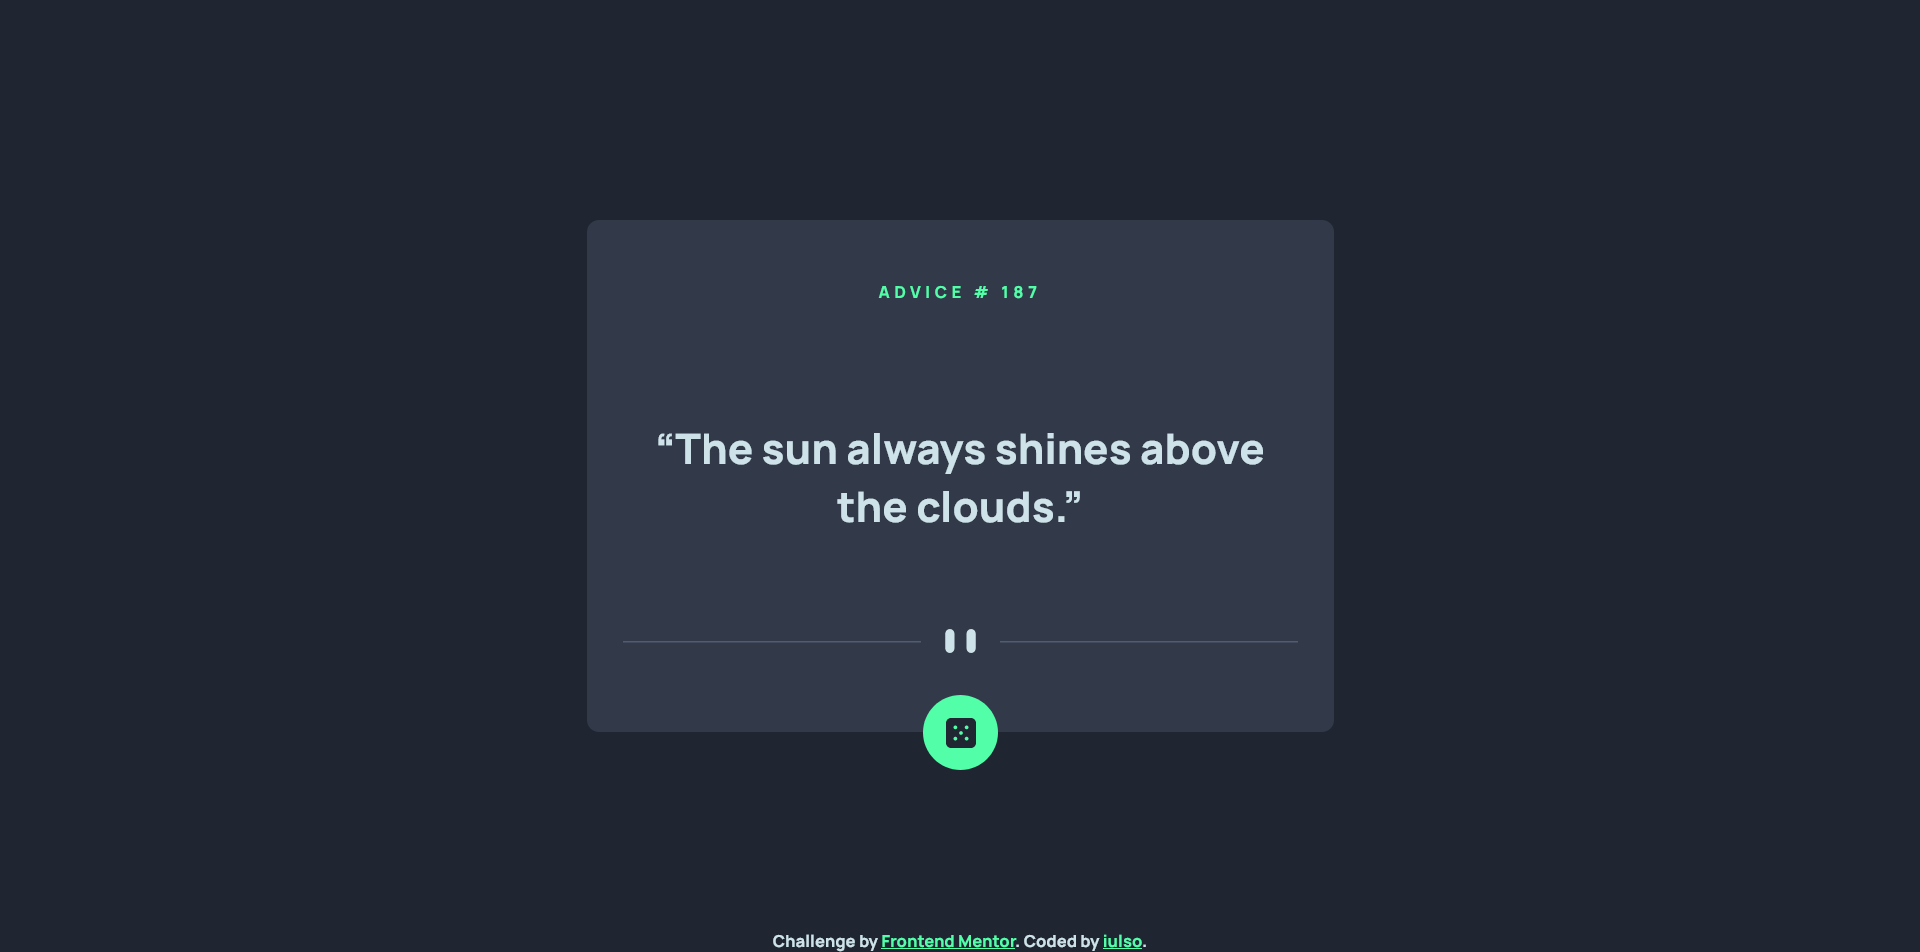 ADVICE # 187
“The sun always shines above
the clouds.”
Challenge by Frontend Mentor. Coded by iulso.